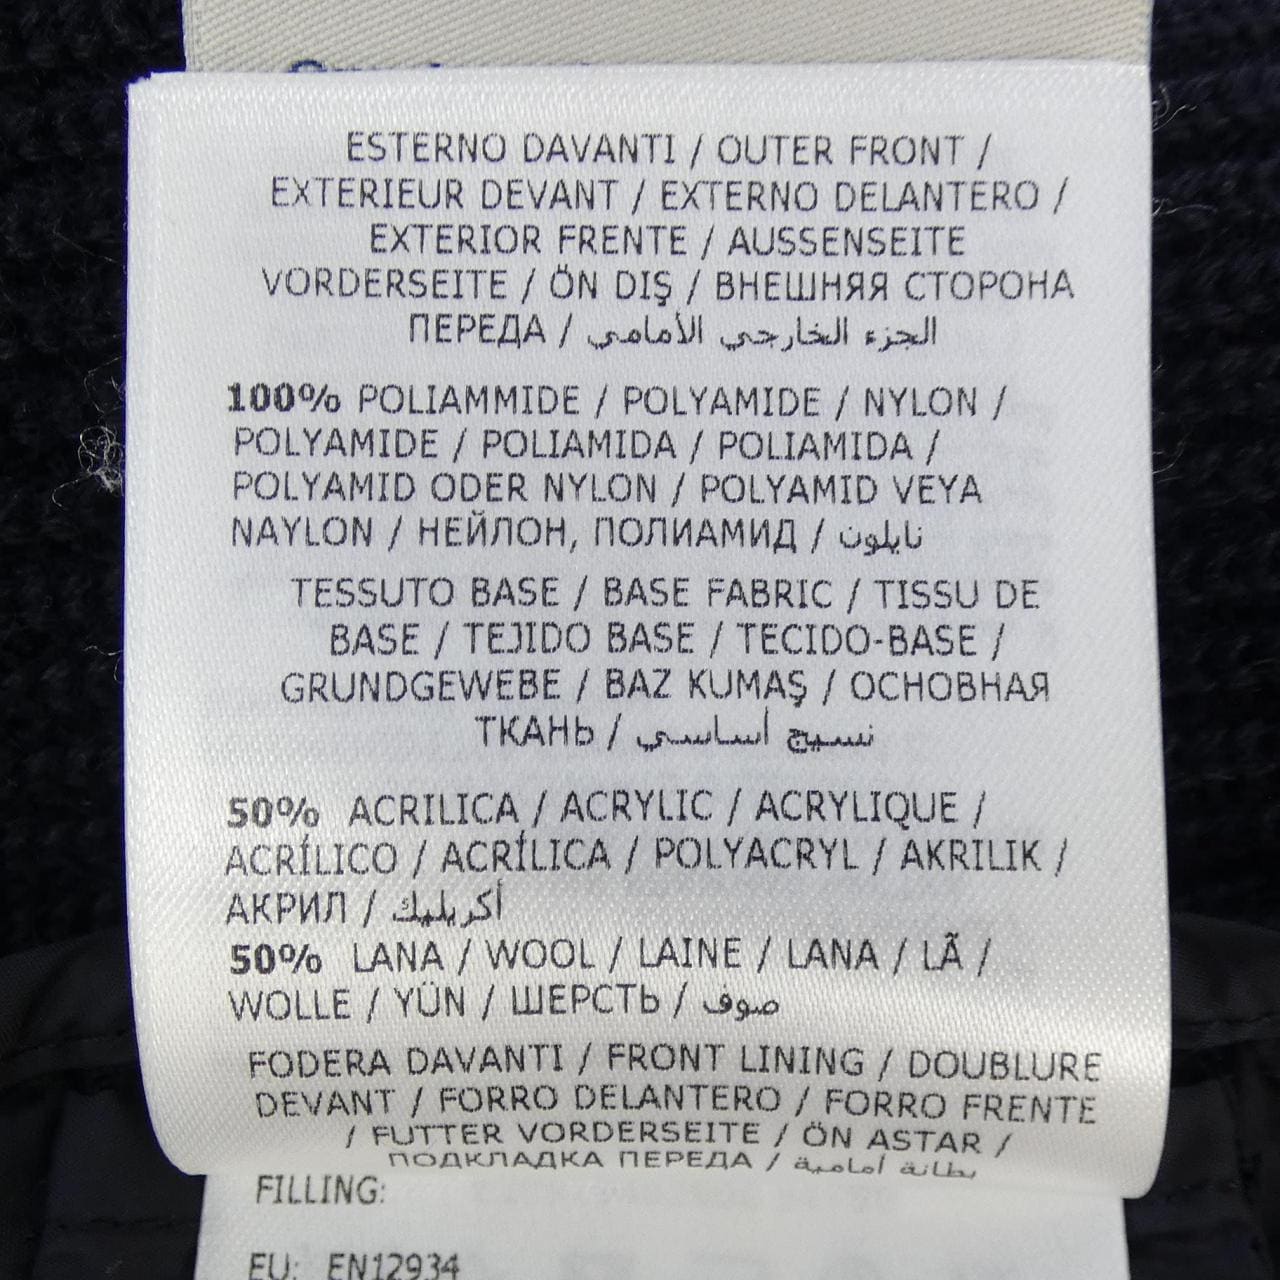 ESTERNO DAVANTI / OUTER FRONT /
EXTERIEUR DEVANT / EXTERNO DELANTERO /
EXTERIOR FRENTE / AUSSENSEITE
VORDERSEITE / ÖN DIŞ / ВНЕШНЯЯ СТОРОНА
ПЕРЕДА / الجزء الخارجي الأمامي
100% POLIAMMIDE / POLYAMIDE / NYLON /
POLYAMIDE / POLIAMIDA / POLIAMIDA /
POLYAMID ODER NYLON / POLYAMID VEYA
NAYLON / НЕЙЛОН, ПОЛИАМИД / نايلون
TESSUTO BASE / BASE FABRIC / TISSU DE
BASE / TEJIDO BASE / TECIDO-BASE /
GRUNDGEWEBE / BAZ KUMAŞ / ОСНОВНАЯ
ТКАНЬ / نسيج أساسي
50% ACRILICA / ACRYLIC / ACRYLIQUE /
ACRÍLICO / ACRÍLICA / POLYACRYL / AKRILIK /
АКРИЛ / أكريليك
50% LANA / WOOL / LAINE / LANA / LÃ /
WOLLE / YÜN / ШЕРСТЬ / صوف
FODERA DAVANTI / FRONT LINING / DOUBLURE
DEVANT / FORRO DELANTERO / FORRO FRENTE
/ FUTTER VORDERSEITE / ÖN ASTAR /
ПОДКЛАДКА ПЕРЕДА / بطانة أمامية
FILLING:
EU: EN12934